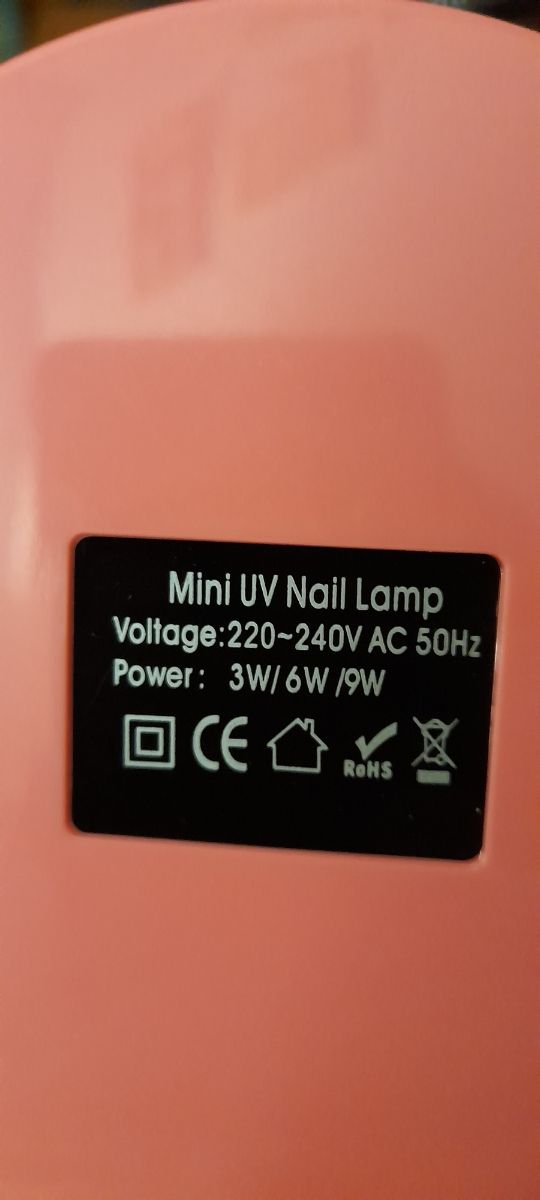 Mini UV Nail Lamp
Voltage:220~240V AC 50Hz
Power: 3W/6W/9W
CE
RoHS